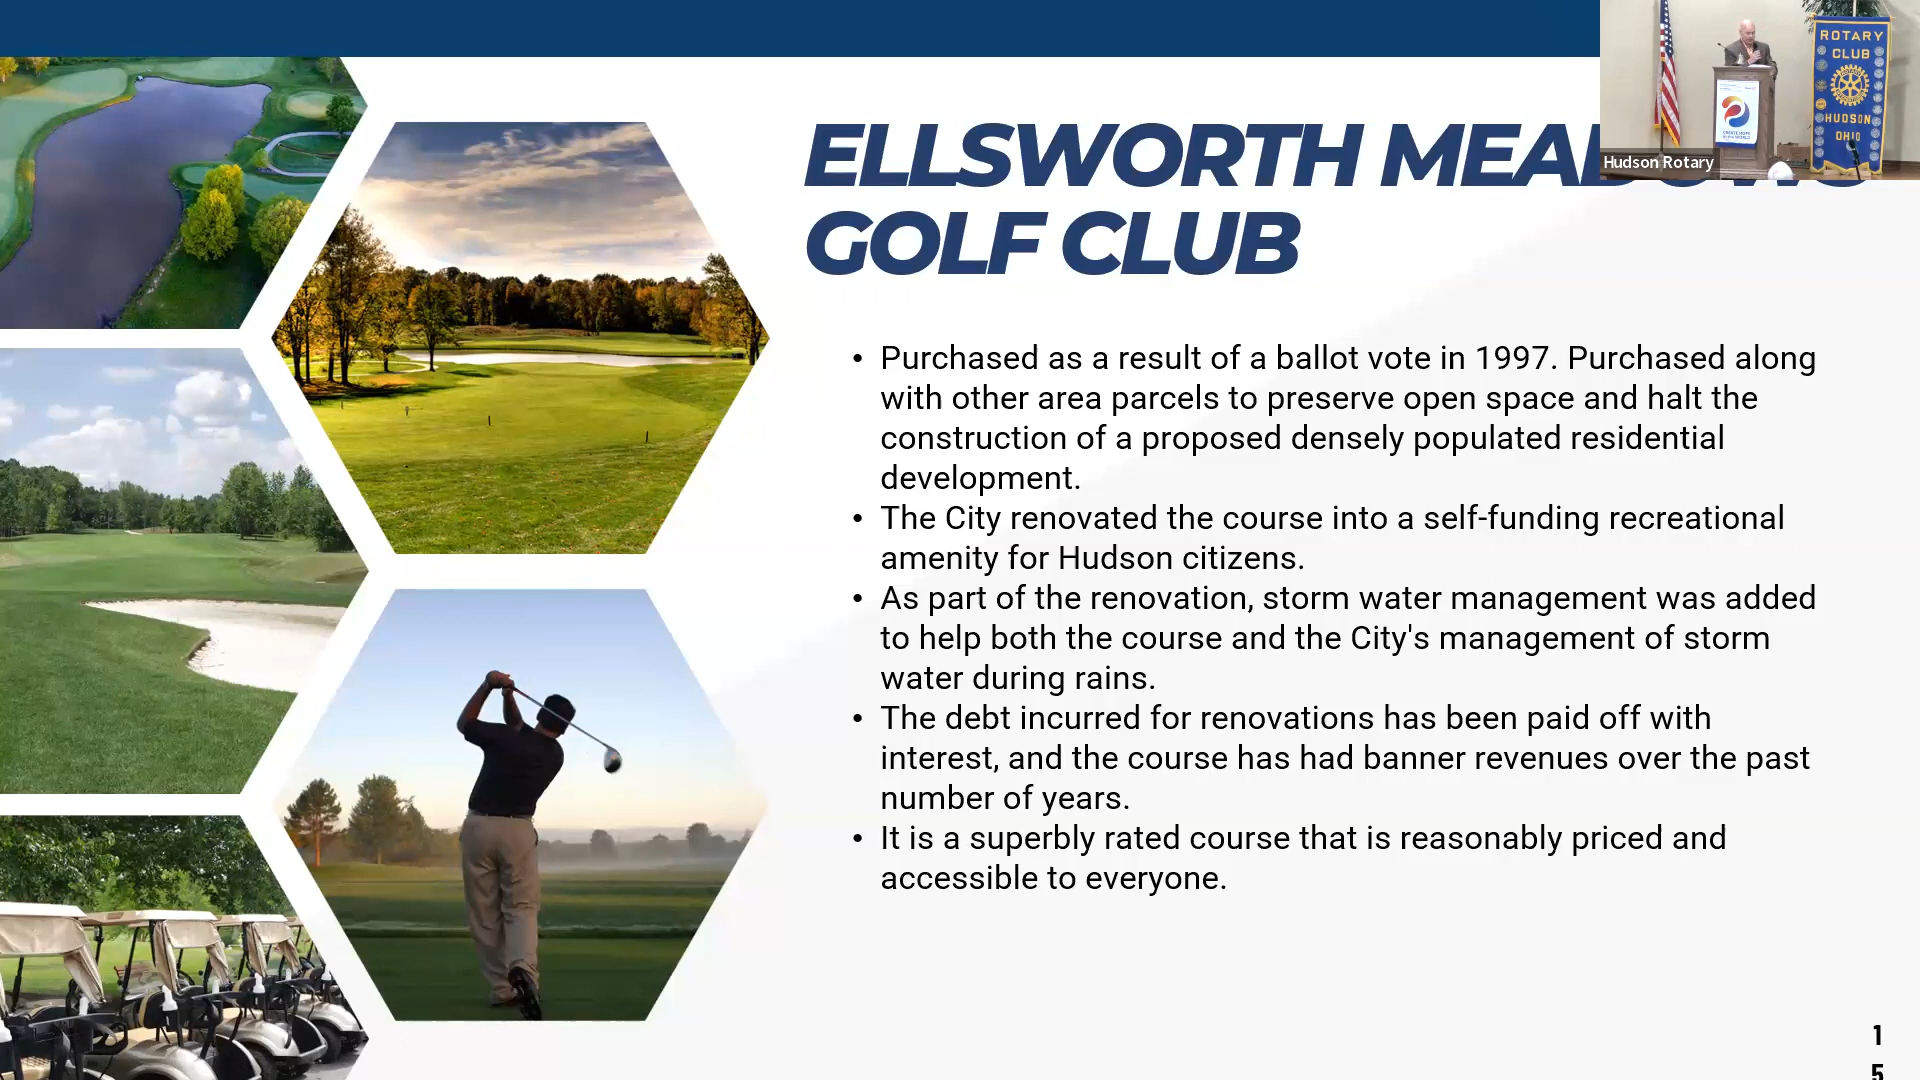 ELLSWORTH MEADOWS
GOLF CLUB
• Purchased as a result of a ballot vote in 1997. Purchased along
with other area parcels to preserve open space and halt the
construction of a proposed densely populated residential
development.
• The City renovated the course into a self-funding recreational
amenity for Hudson citizens.
• As part of the renovation, storm water management was added
to help both the course and the City's management of storm
water during rains.
• The debt incurred for renovations has been paid off with
interest, and the course has had banner revenues over the past
number of years.
• It is a superbly rated course that is reasonably priced and
accessible to everyone.
1
5
ROTARY
CLUB
HUDSON
OHIO
Hudson Rotary